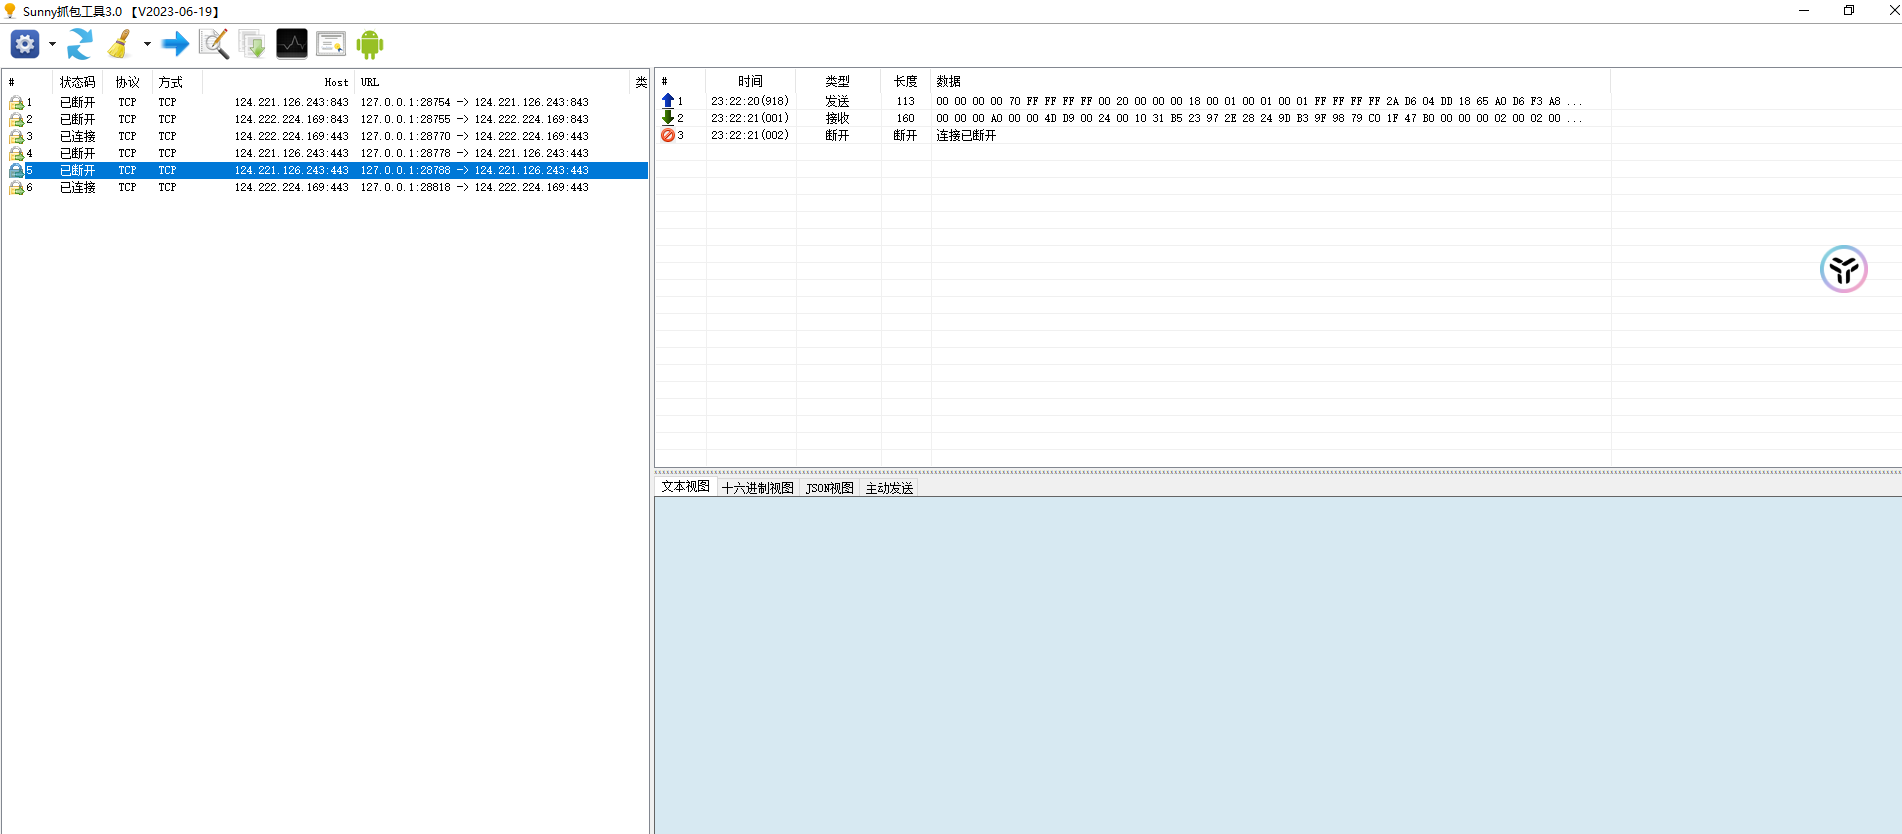 Sunny抓包工具3.0 【V2023-06-19】
# 状态码 协议 方式 Host URL 类
1 已断开 TCP TCP 124.221.126.243:843 127.0.0.1:28754 -> 124.221.126.243:843
2 已断开 TCP TCP 124.222.224.169:843 127.0.0.1:28755 -> 124.222.224.169:843
3 已连接 TCP TCP 124.222.224.169:443 127.0.0.1:28770 -> 124.222.224.169:443
4 已断开 TCP TCP 124.221.126.243:443 127.0.0.1:28778 -> 124.221.126.243:443
5 已断开 TCP TCP 124.221.126.243:443 127.0.0.1:28788 -> 124.221.126.243:443
6 已连接 TCP TCP 124.222.224.169:443 127.0.0.1:28818 -> 124.222.224.169:443
# 时间 类型 长度 数据
1 23:22:20(918) 发送 113 00 00 00 00 70 FF FF FF FF 00 20 00 00 00 18 00 01 00 01 00 01 FF FF FF FF 2A D6 04 DD 18 65 A0 D6 F3 A8 ...
2 23:22:21(001) 接收 160 00 00 00 A0 00 00 4D D9 00 24 00 10 31 B5 23 97 2E 28 24 9D B3 9F 98 79 C0 1F 47 B0 00 00 00 02 00 02 00 ...
3 23:22:21(002) 断开 断开 连接已断开
文本视图 十六进制视图 JSON视图 主动发送